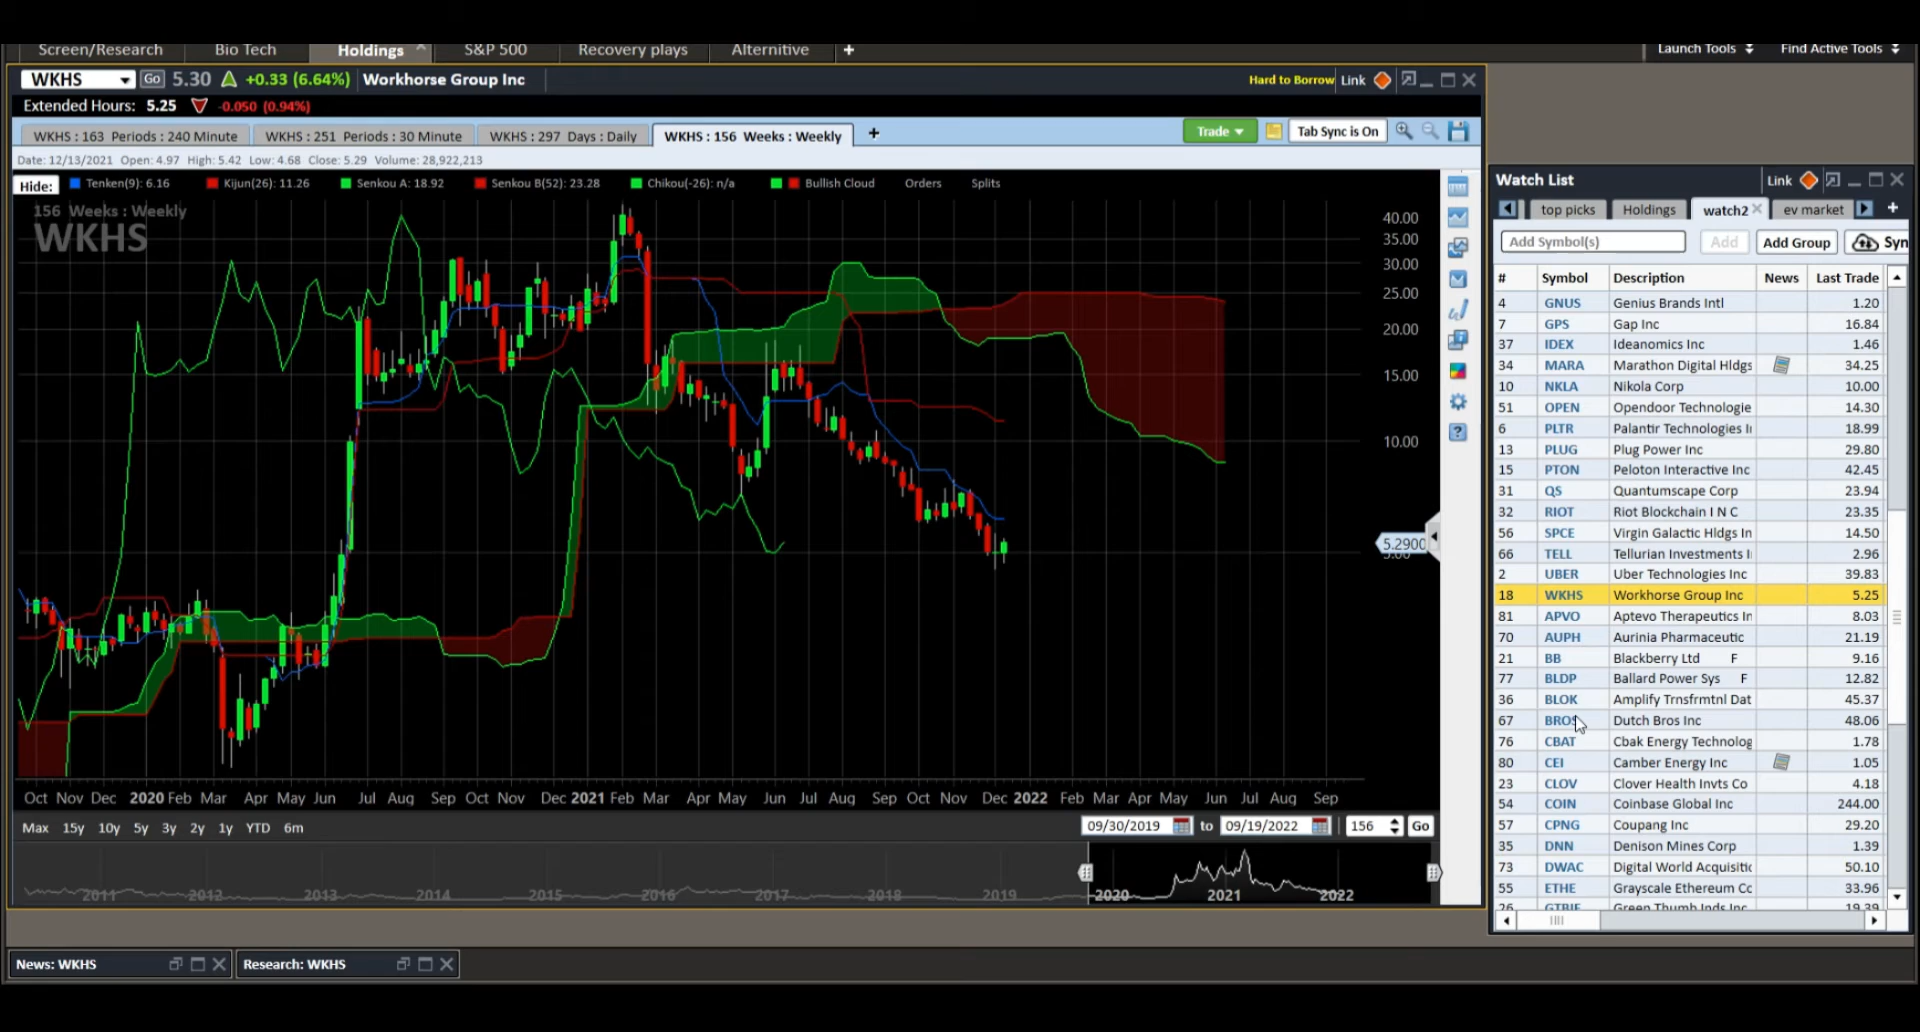 Screen/Research Bio Tech Holdings S&P 500 Recovery plays Alternitive + Launch Tools Find Active Tools
WKHS Go 5.30 +0.33 (6.64%) Workhorse Group Inc Hard to Borrow Link
Extended Hours: 5.25 -0.050 (0.94%)
WKHS : 163 Periods : 240 Minute WKHS : 251 Periods : 30 Minute WKHS : 297 Days : Daily WKHS : 156 Weeks : Weekly + Trade Tab Sync is On
Date: 12/13/2021 Open: 4.97 High: 5.42 Low: 4.68 Close: 5.29 Volume: 28,922,213
Hide: Tenken(9): 6.16 Kijun(26): 11.26 Senkou A: 18.92 Senkou B(52): 23.28 Chikou(-26): n/a Bullish Cloud Orders Splits
156 Weeks : Weekly
WKHS
40.00
35.00
30.00
25.00
20.00
15.00
10.00
5.2900
5.00
Oct Nov Dec 2020 Feb Mar Apr May Jun Jul Aug Sep Oct Nov Dec 2021 Feb Mar Apr May Jun Jul Aug Sep Oct Nov Dec 2022 Feb Mar Apr May Jun Jul Aug Sep
Max 15y 10y 5y 3y 2y 1y YTD 6m 09/30/2019 to 09/19/2022 156 Go
2011 2012 2013 2014 2015 2016 2017 2018 2019 2020 2021 2022
Watch List Link
top picks Holdings watch2 ev market +
Add Symbol(s) Add Add Group Syn
# Symbol Description News Last Trade
4 GNUS Genius Brands Intl 1.20
7 GPS Gap Inc 16.84
37 IDEX Ideanomics Inc 1.46
34 MARA Marathon Digital Hldgs 34.25
10 NKLA Nikola Corp 10.00
51 OPEN Opendoor Technologie 14.30
6 PLTR Palantir Technologies I 18.99
13 PLUG Plug Power Inc 29.80
15 PTON Peloton Interactive Inc 42.45
31 QS Quantumscape Corp 23.94
32 RIOT Riot Blockchain I N C 23.35
56 SPCE Virgin Galactic Hldgs In 14.50
66 TELL Tellurian Investments I 2.96
2 UBER Uber Technologies Inc 39.83
18 WKHS Workhorse Group Inc 5.25
81 APVO Aptevo Therapeutics In 8.03
70 AUPH Aurinia Pharmaceutic 21.19
21 BB Blackberry Ltd F 9.16
77 BLDP Ballard Power Sys F 12.82
36 BLOK Amplify Trnsfrmtnl Dat 45.37
67 BROS Dutch Bros Inc 48.06
76 CBAT Cbak Energy Technolog 1.78
80 CEI Camber Energy Inc 1.05
23 CLOV Clover Health Invts Co 4.18
54 COIN Coinbase Global Inc 244.00
57 CPNG Coupang Inc 29.20
35 DNN Denison Mines Corp 1.39
73 DWAC Digital World Acquisitic 50.10
55 ETHE Grayscale Ethereum Cc 33.96
26 GTBIF Green Thumb Inds Inc 19.39
News: WKHS Research: WKHS